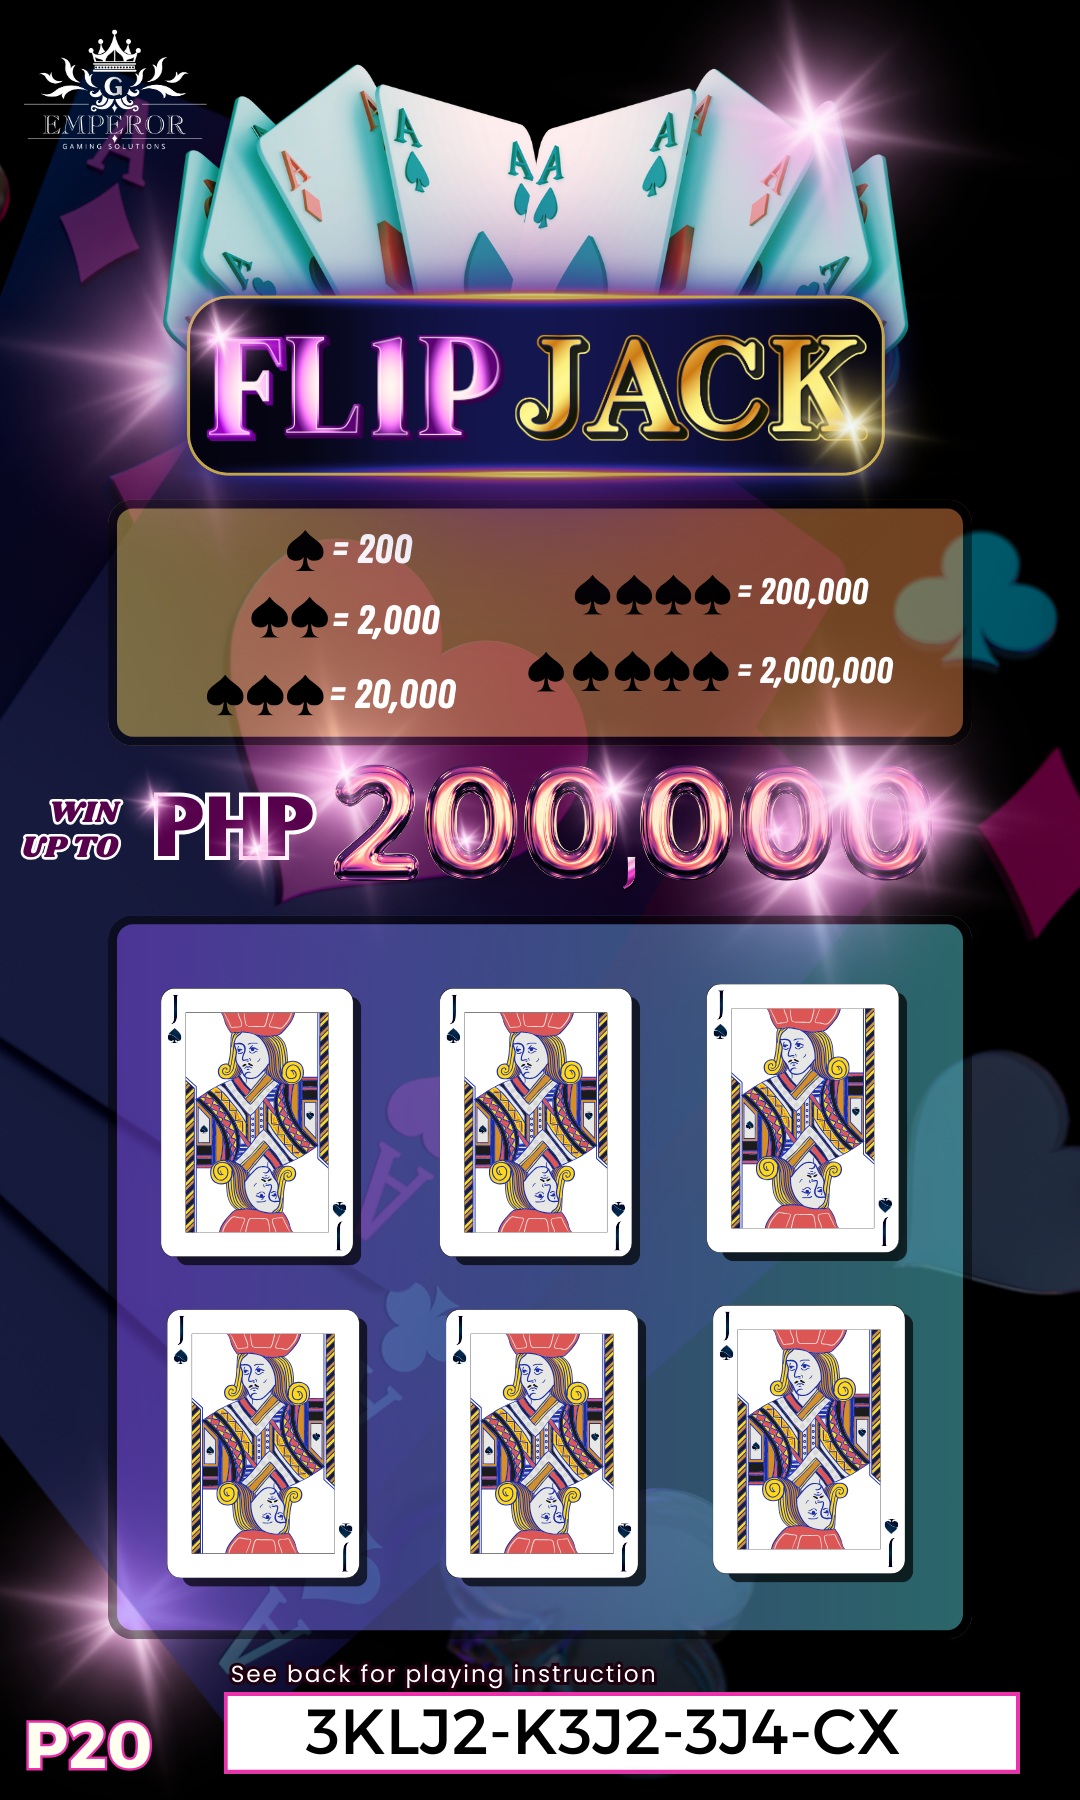 G
EMPEROR
GAMING SOLUTIONS
A A A A A A
A A
A A
FL1P JACK
♠ = 200
♠♠ = 2,000
♠♠♠ = 20,000
♠♠♠♠ = 200,000
♠♠♠♠♠ = 2,000,000
WIN
UP TO
PHP 200,000
J J J
J J J
J J J
J J J
See back for playing instruction
P20
3KLJ2-K3J2-3J4-CX